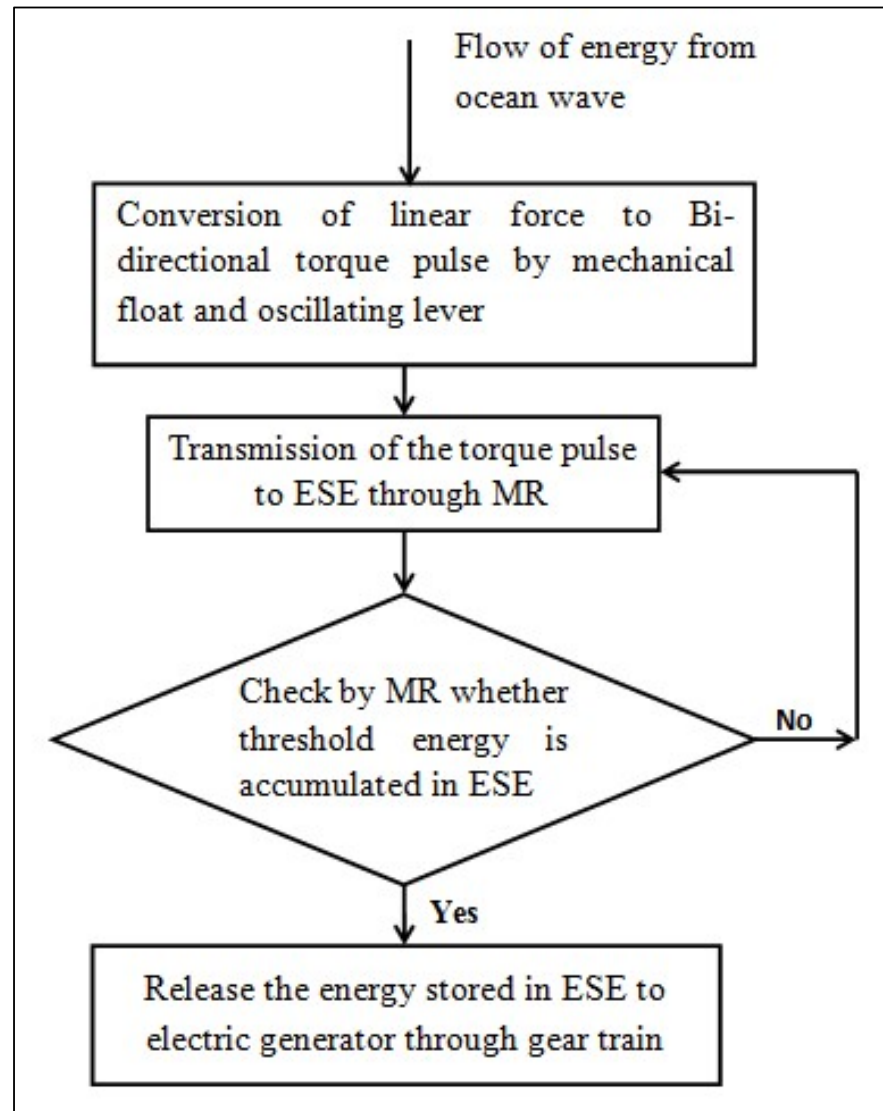 Flow of energy from
ocean wave
Conversion of linear force to Bi-
directional torque pulse by mechanical
float and oscillating lever
Transmission of the torque pulse
to ESE through MR
Check by MR whether
threshold energy is
accumulated in ESE
No
Yes
Release the energy stored in ESE to
electric generator through gear train